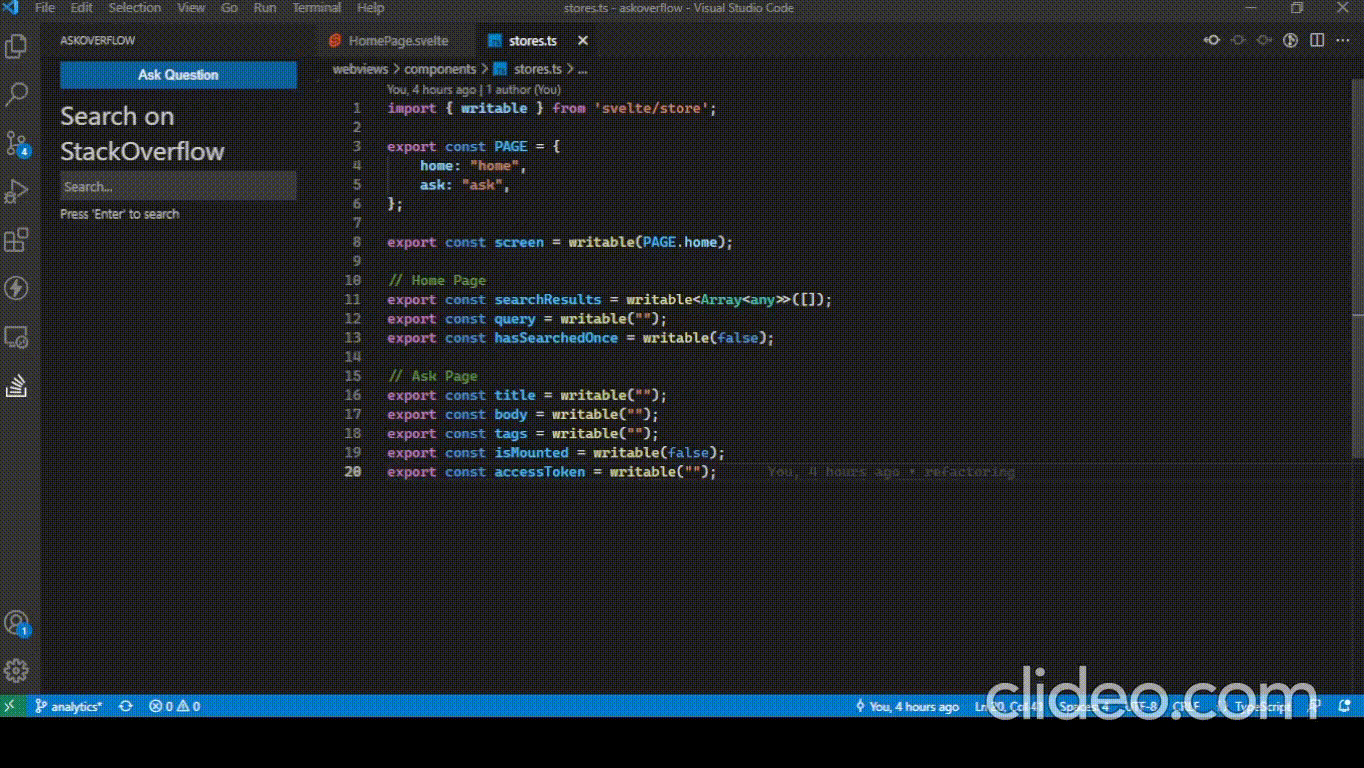 File Edit Selection View Go Run Terminal Help
stores.ts - askoverflow - Visual Studio Code
ASKOVERFLOW
Ask Question
Search on
StackOverflow
Search...
Press 'Enter' to search
4
1
HomePage.svelte
TS stores.ts
webviews > components > TS stores.ts > ...
You, 4 hours ago | 1 author (You)
1 import { writable } from 'svelte/store';
2
3 export const PAGE = {
4 home: "home",
5 ask: "ask",
6 };
7
8 export const screen = writable(PAGE.home);
9
10 // Home Page
11 export const searchResults = writable<Array<any>>([]);
12 export const query = writable("");
13 export const hasSearchedOnce = writable(false);
14
15 // Ask Page
16 export const title = writable("");
17 export const body = writable("");
18 export const tags = writable("");
19 export const isMounted = writable(false);
20 export const accessToken = writable(""); You, 4 hours ago • refactoring
analytics* 0 0 You, 4 hours ago Ln 20, Col 41 Spaces: 4 UTF-8 CRLF TypeScript
clideo.com